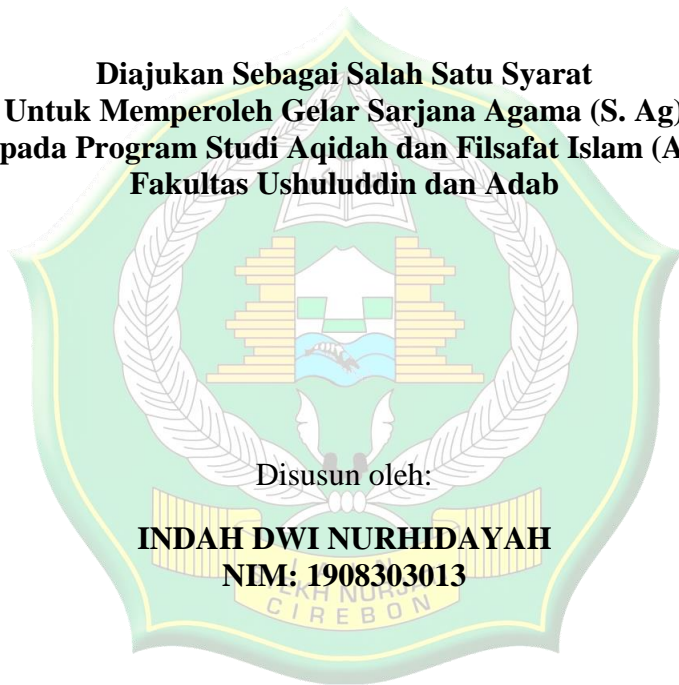 Diajukan Sebagai Salah Satu Syarat
Untuk Memperoleh Gelar Sarjana Agama (S. Ag)
pada Program Studi Aqidah dan Filsafat Islam (A
Fakultas Ushuluddin dan Adab
Disusun oleh:
INDAH DWI NURHIDAYAH
NIM: 1908303013
CIREBON